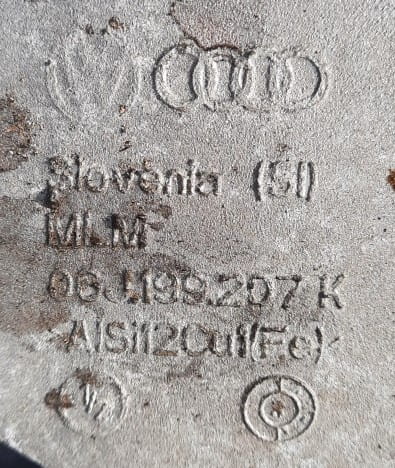 Slovenia (SI)
MLM
06J.199.207 K
>AlSi12Cu1(Fe)<